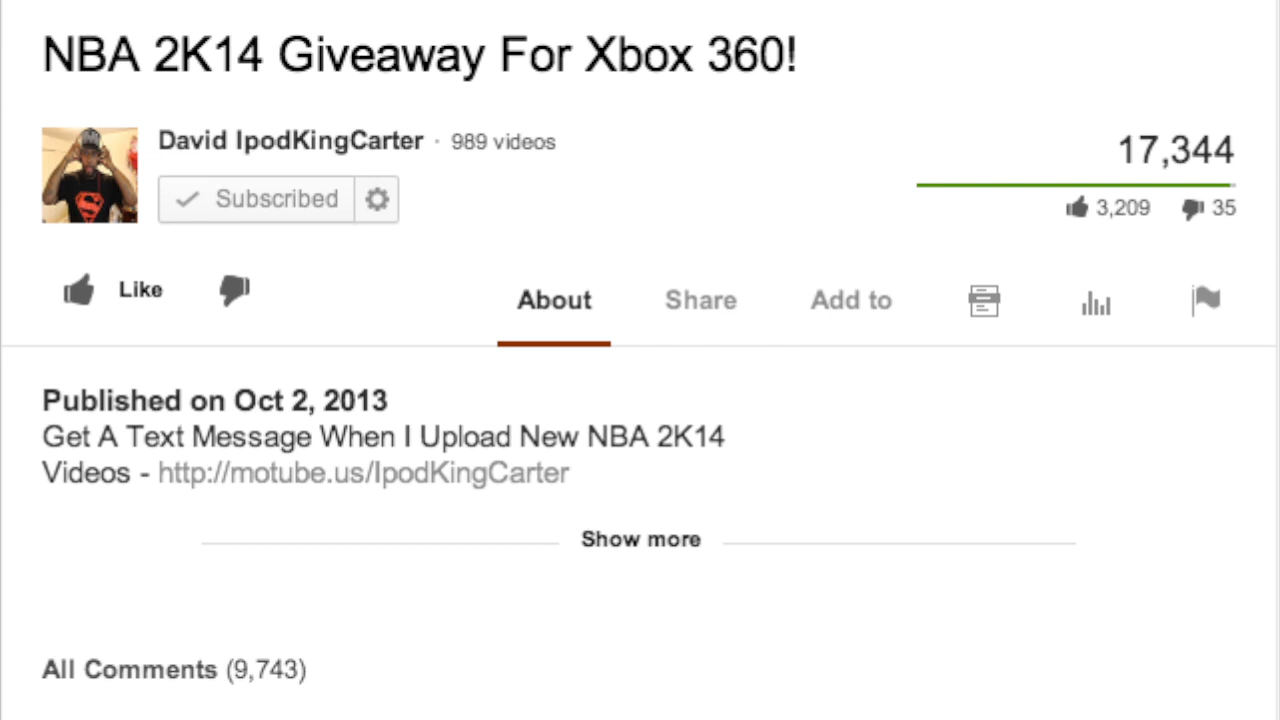 NBA 2K14 Giveaway For Xbox 360!
David IpodKingCarter · 989 videos
Subscribed
17,344
3,209 35
Like
About Share Add to
Published on Oct 2, 2013
Get A Text Message When I Upload New NBA 2K14
Videos - http://motube.us/IpodKingCarter
Show more
All Comments (9,743)